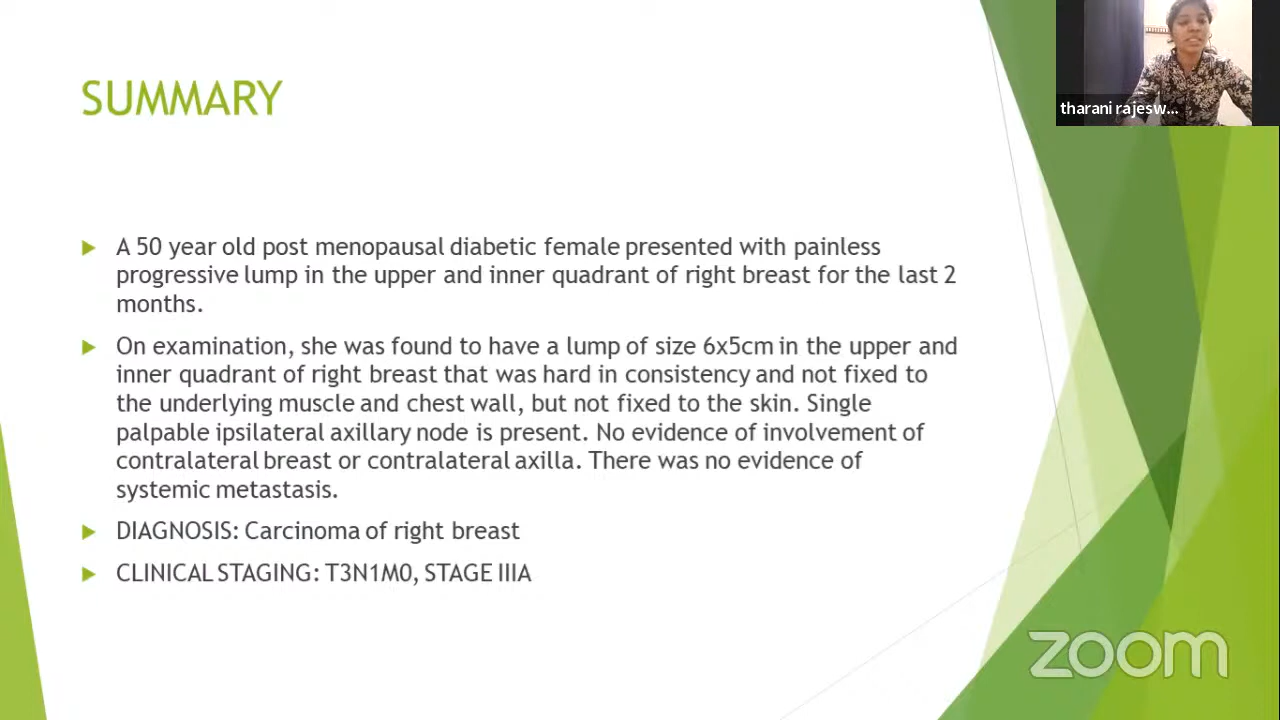 SUMMARY
tharani rajesw...
A 50 year old post menopausal diabetic female presented with painless
progressive lump in the upper and inner quadrant of right breast for the last 2
months.
On examination, she was found to have a lump of size 6x5cm in the upper and
inner quadrant of right breast that was hard in consistency and not fixed to
the underlying muscle and chest wall, but not fixed to the skin. Single
palpable ipsilateral axillary node is present. No evidence of involvement of
contralateral breast or contralateral axilla. There was no evidence of
systemic metastasis.
DIAGNOSIS: Carcinoma of right breast
CLINICAL STAGING: T3N1M0, STAGE IIIA
zoom